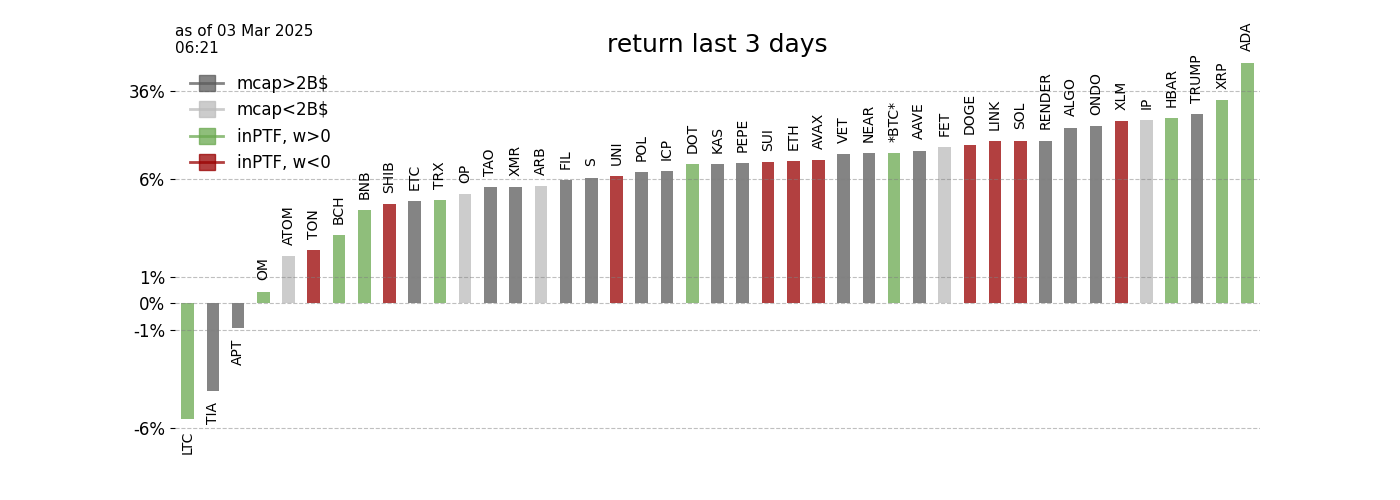 as of 03 Mar 2025
06:21
return last 3 days
mcap>2B$
mcap<2B$
inPTF, w>0
inPTF, w<0
36%
6%
1%
0%
-1%
-6%
LTC
TIA
APT
OM
ATOM
TON
BCH
BNB
SHIB
ETC
TRX
OP
TAO
XMR
ARB
FIL
S
UNI
POL
ICP
DOT
KAS
PEPE
SUI
ETH
AVAX
VET
NEAR
*BTC*
AAVE
FET
DOGE
LINK
SOL
RENDER
ALGO
ONDO
XLM
IP
HBAR
TRUMP
XRP
ADA